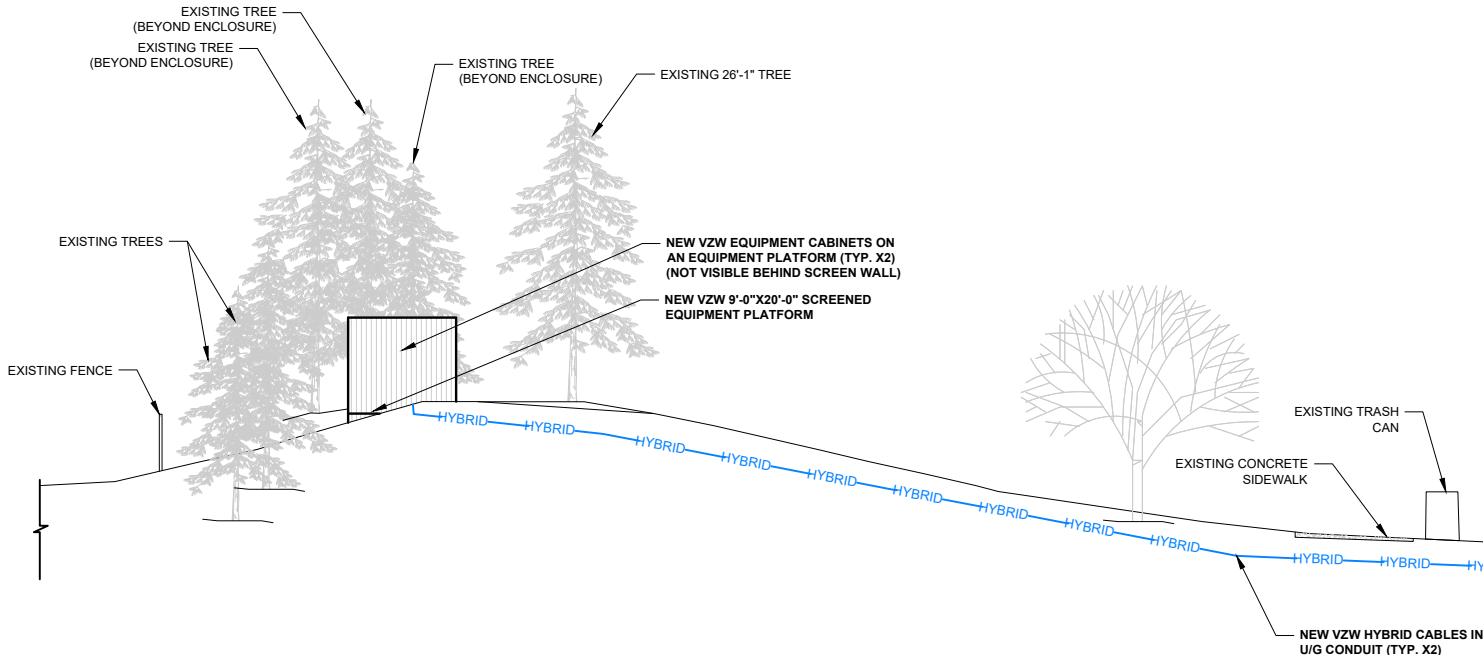 EXISTING TREE
(BEYOND ENCLOSURE)
EXISTING TREE
(BEYOND ENCLOSURE)
EXISTING TREE
(BEYOND ENCLOSURE)
EXISTING 26'-1" TREE
EXISTING TREES
NEW VZW EQUIPMENT CABINETS ON
AN EQUIPMENT PLATFORM (TYP. X2)
(NOT VISIBLE BEHIND SCREEN WALL)
NEW VZW 9'-0"X20'-0" SCREENED
EQUIPMENT PLATFORM
EXISTING FENCE
EXISTING TRASH
CAN
EXISTING CONCRETE
SIDEWALK
HYBRID
HYBRID
HYBRID
HYBRID
HYBRID
HYBRID
HYBRID
HYBRID
HYBRID
HYBRID
HYBRID
HY
NEW VZW HYBRID CABLES IN
U/G CONDUIT (TYP. X2)